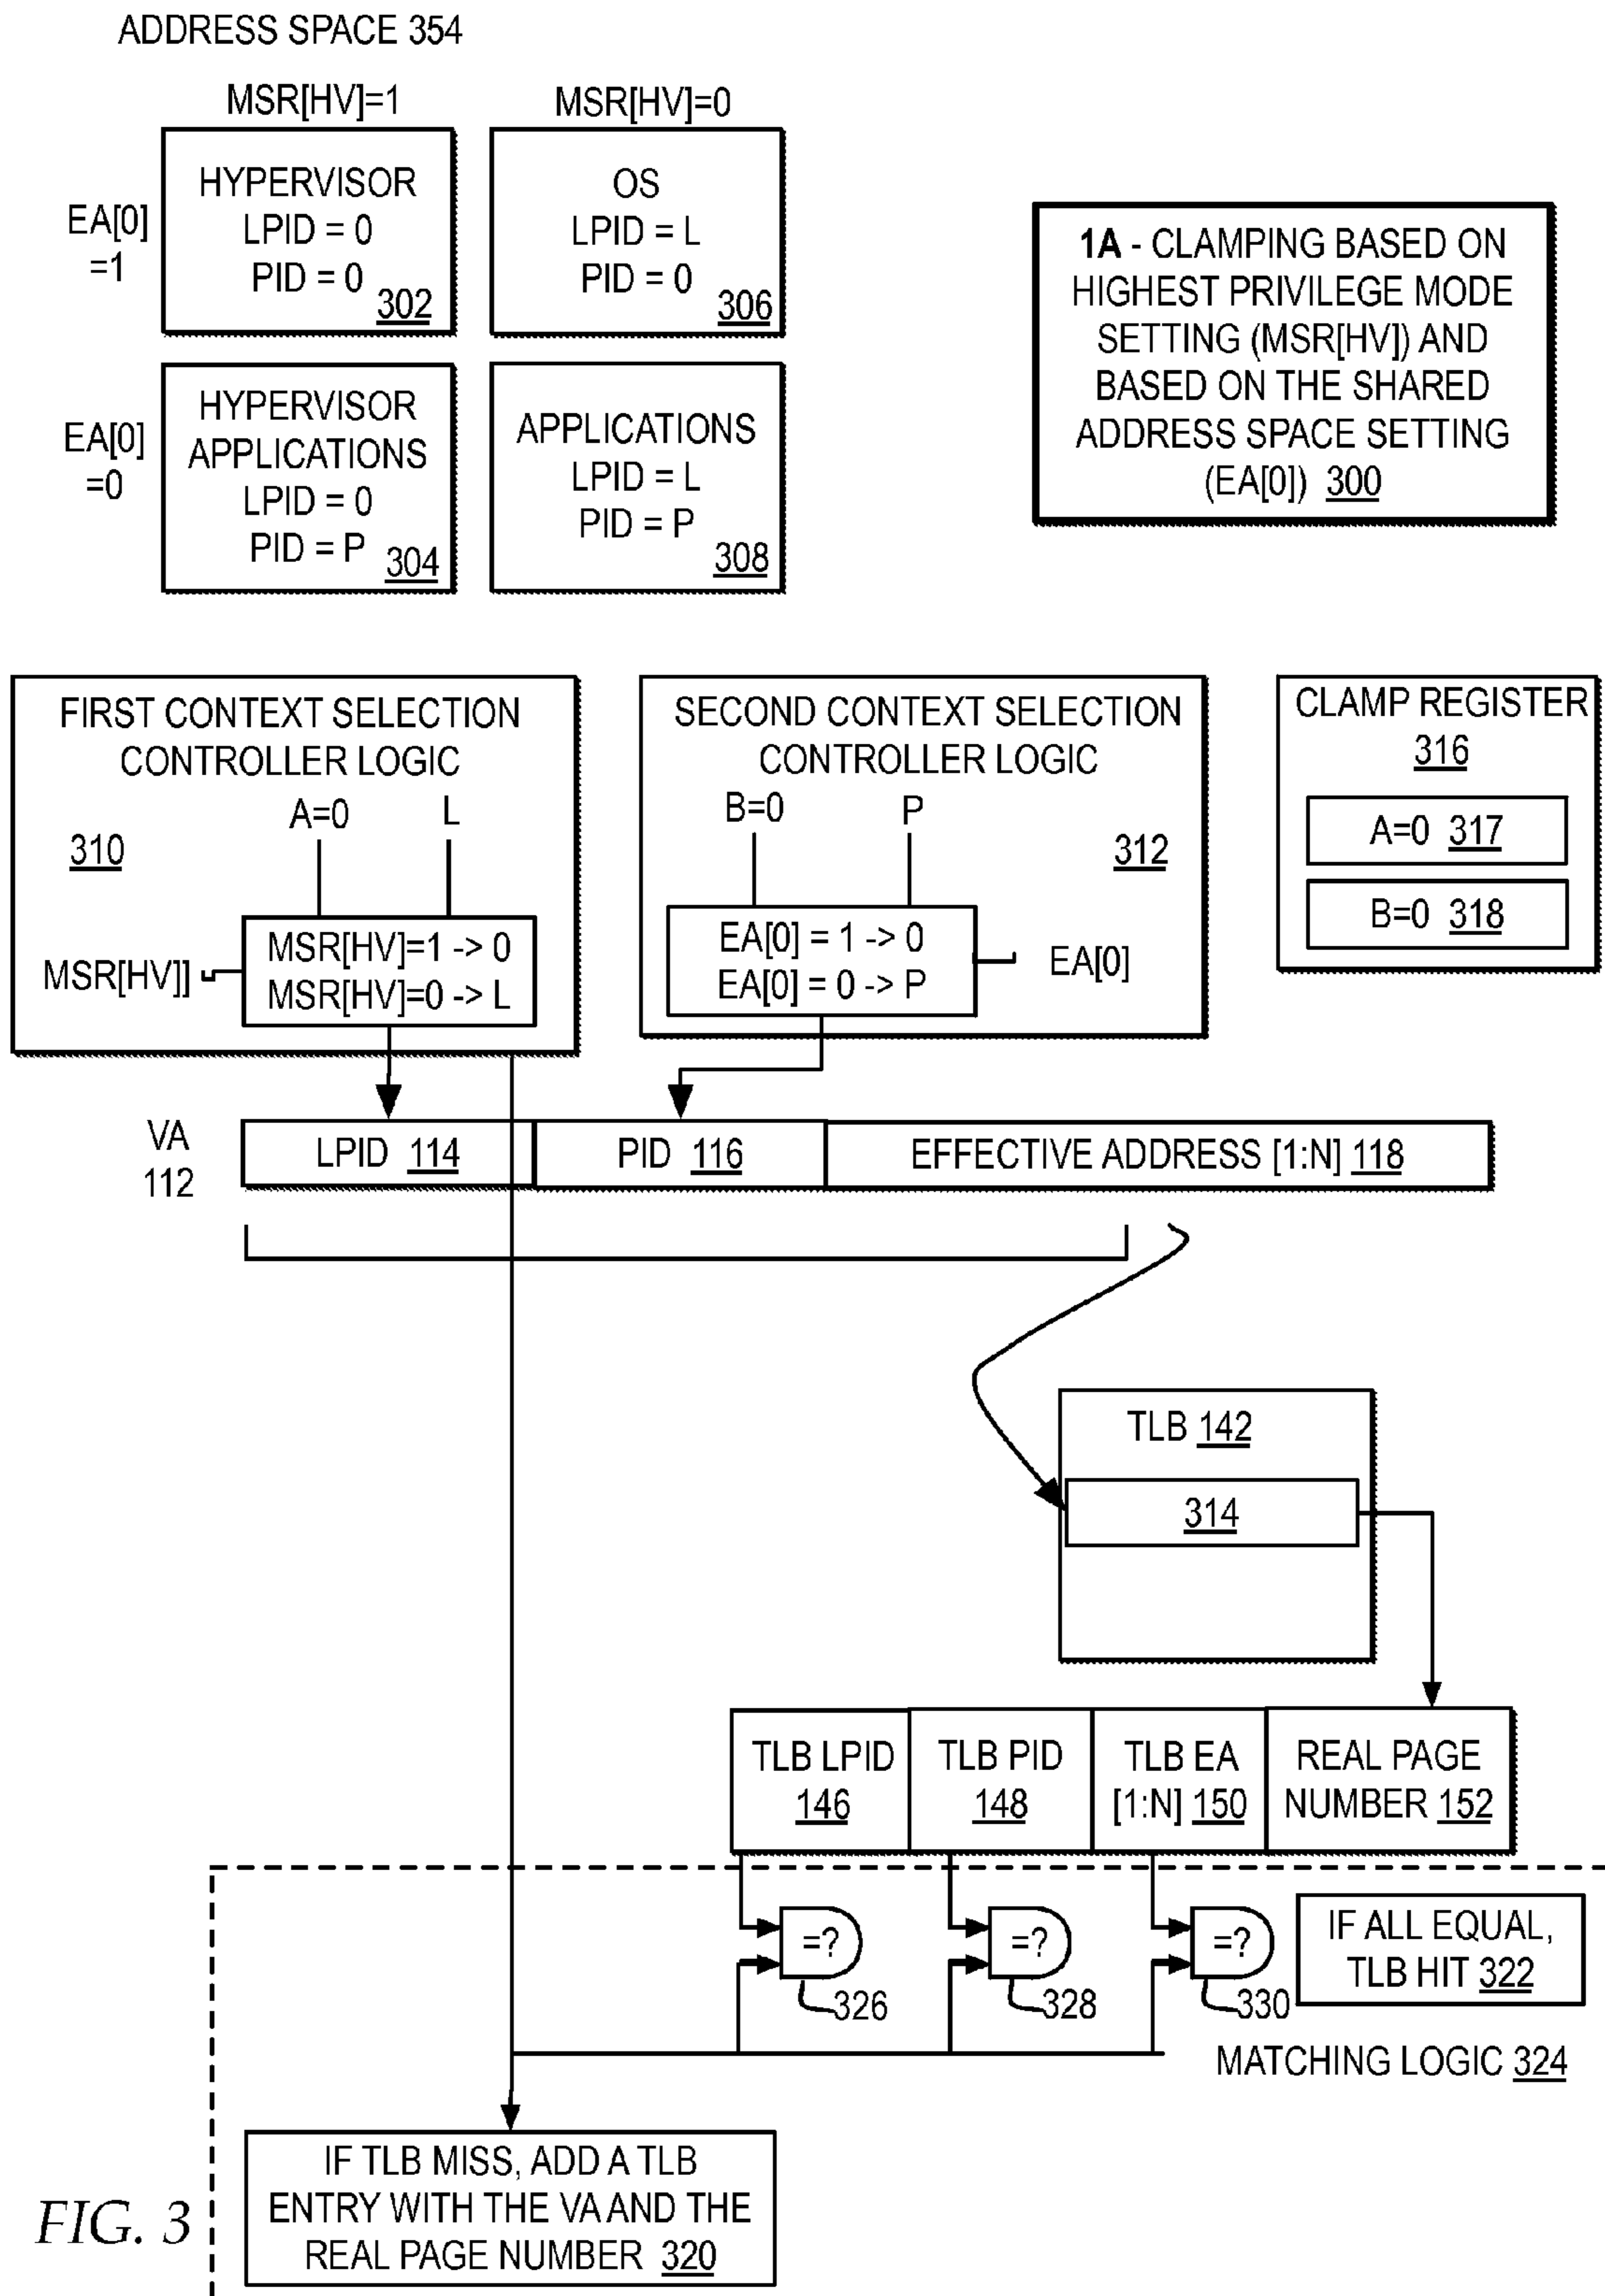 ADDRESS SPACE 354
MSR[HV]=1
MSR[HV]=0
EA[0]
=1
HYPERVISOR
LPID = 0
PID = 0
302
OS
LPID = L
PID = 0
306
EA[0]
=0
HYPERVISOR
APPLICATIONS
LPID = 0
PID = P
304
APPLICATIONS
LPID = L
PID = P
308
1A - CLAMPING BASED ON
HIGHEST PRIVILEGE MODE
SETTING (MSR[HV]) AND
BASED ON THE SHARED
ADDRESS SPACE SETTING
(EA[0]) 300
FIRST CONTEXT SELECTION
CONTROLLER LOGIC
A=0 L
310
MSR[HV]=1 -> 0
MSR[HV]=0 -> L
MSR[HV]]
SECOND CONTEXT SELECTION
CONTROLLER LOGIC
B=0 P
312
EA[0] = 1 -> 0
EA[0] = 0 -> P
EA[0]
CLAMP REGISTER
316
A=0 317
B=0 318
VA
112
LPID 114
PID 116
EFFECTIVE ADDRESS [1:N] 118
TLB 142
314
TLB LPID
146
TLB PID
148
TLB EA
[1:N] 150
REAL PAGE
NUMBER 152
=?
326
=?
328
=?
330
IF ALL EQUAL,
TLB HIT 322
MATCHING LOGIC 324
IF TLB MISS, ADD A TLB
ENTRY WITH THE VA AND THE
REAL PAGE NUMBER 320
FIG. 3